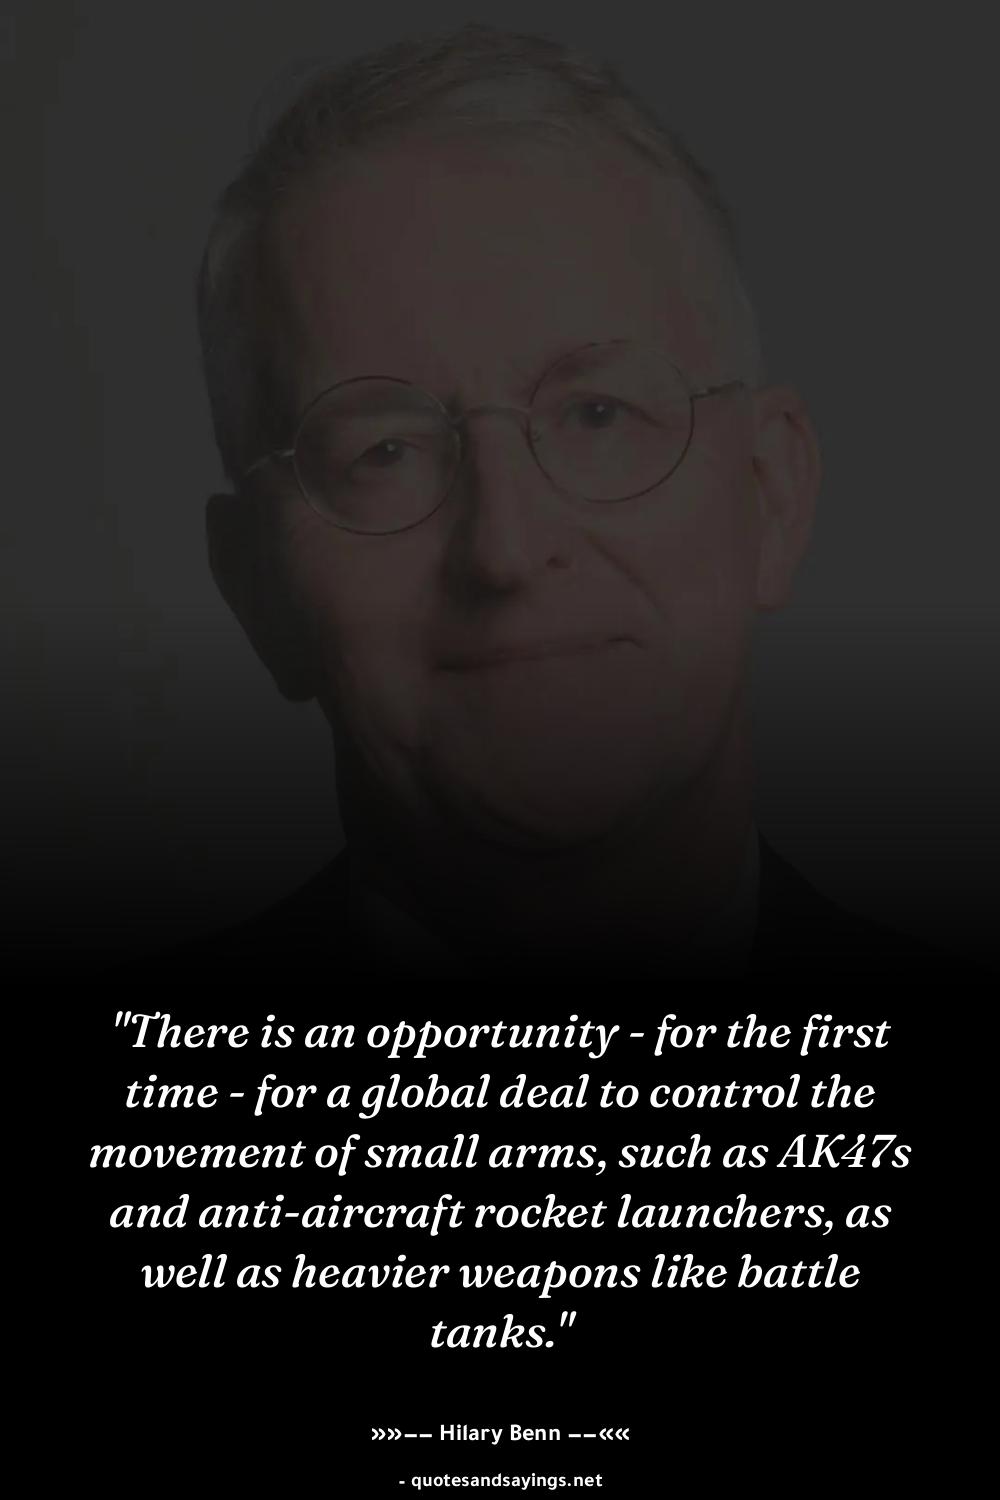 "There is an opportunity - for the first
time - for a global deal to control the
movement of small arms, such as AK47s
and anti-aircraft rocket launchers, as
well as heavier weapons like battle
tanks."
»»–– Hilary Benn ––««
- quotesandsayings.net